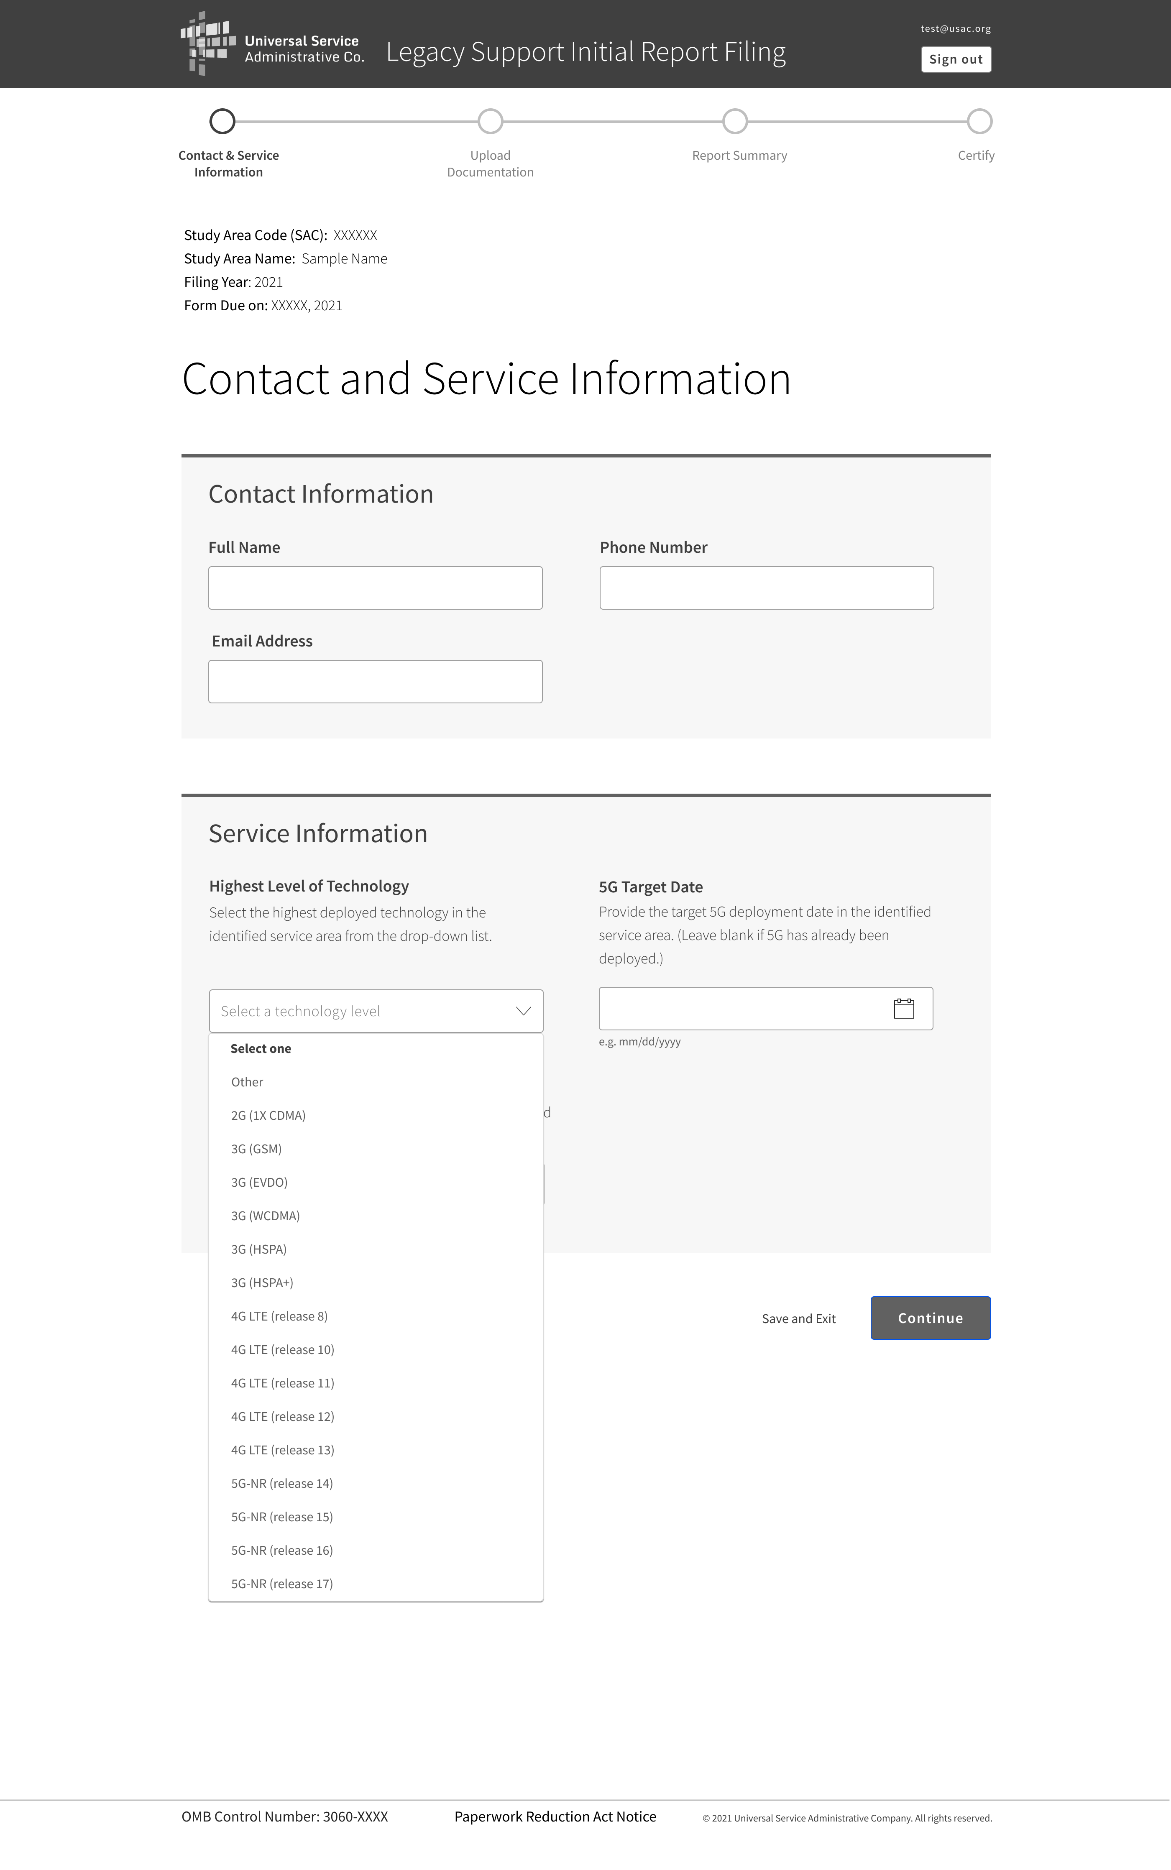 Universal Service
Administrative Co.
Legacy Support Initial Report Filing
test@usac.org
Sign out
Contact & Service
Information
Upload
Documentation
Report Summary
Certify
Study Area Code (SAC): XXXXXX
Study Area Name: Sample Name
Filing Year: 2021
Form Due on: XXXXX, 2021
Contact and Service Information
Contact Information
Full Name
Phone Number
Email Address
Service Information
Highest Level of Technology
Select the highest deployed technology in the
identified service area from the drop-down list.
5G Target Date
Provide the target 5G deployment date in the identified
service area. (Leave blank if 5G has already been
deployed.)
Select a technology level
e.g. mm/dd/yyyy
Select one
Other
2G (1X CDMA)
d
3G (GSM)
3G (EVDO)
3G (WCDMA)
3G (HSPA)
3G (HSPA+)
4G LTE (release 8)
4G LTE (release 10)
4G LTE (release 11)
4G LTE (release 12)
4G LTE (release 13)
5G-NR (release 14)
5G-NR (release 15)
5G-NR (release 16)
5G-NR (release 17)
Save and Exit
Continue
OMB Control Number: 3060-XXXX
Paperwork Reduction Act Notice
© 2021 Universal Service Administrative Company. All rights reserved.